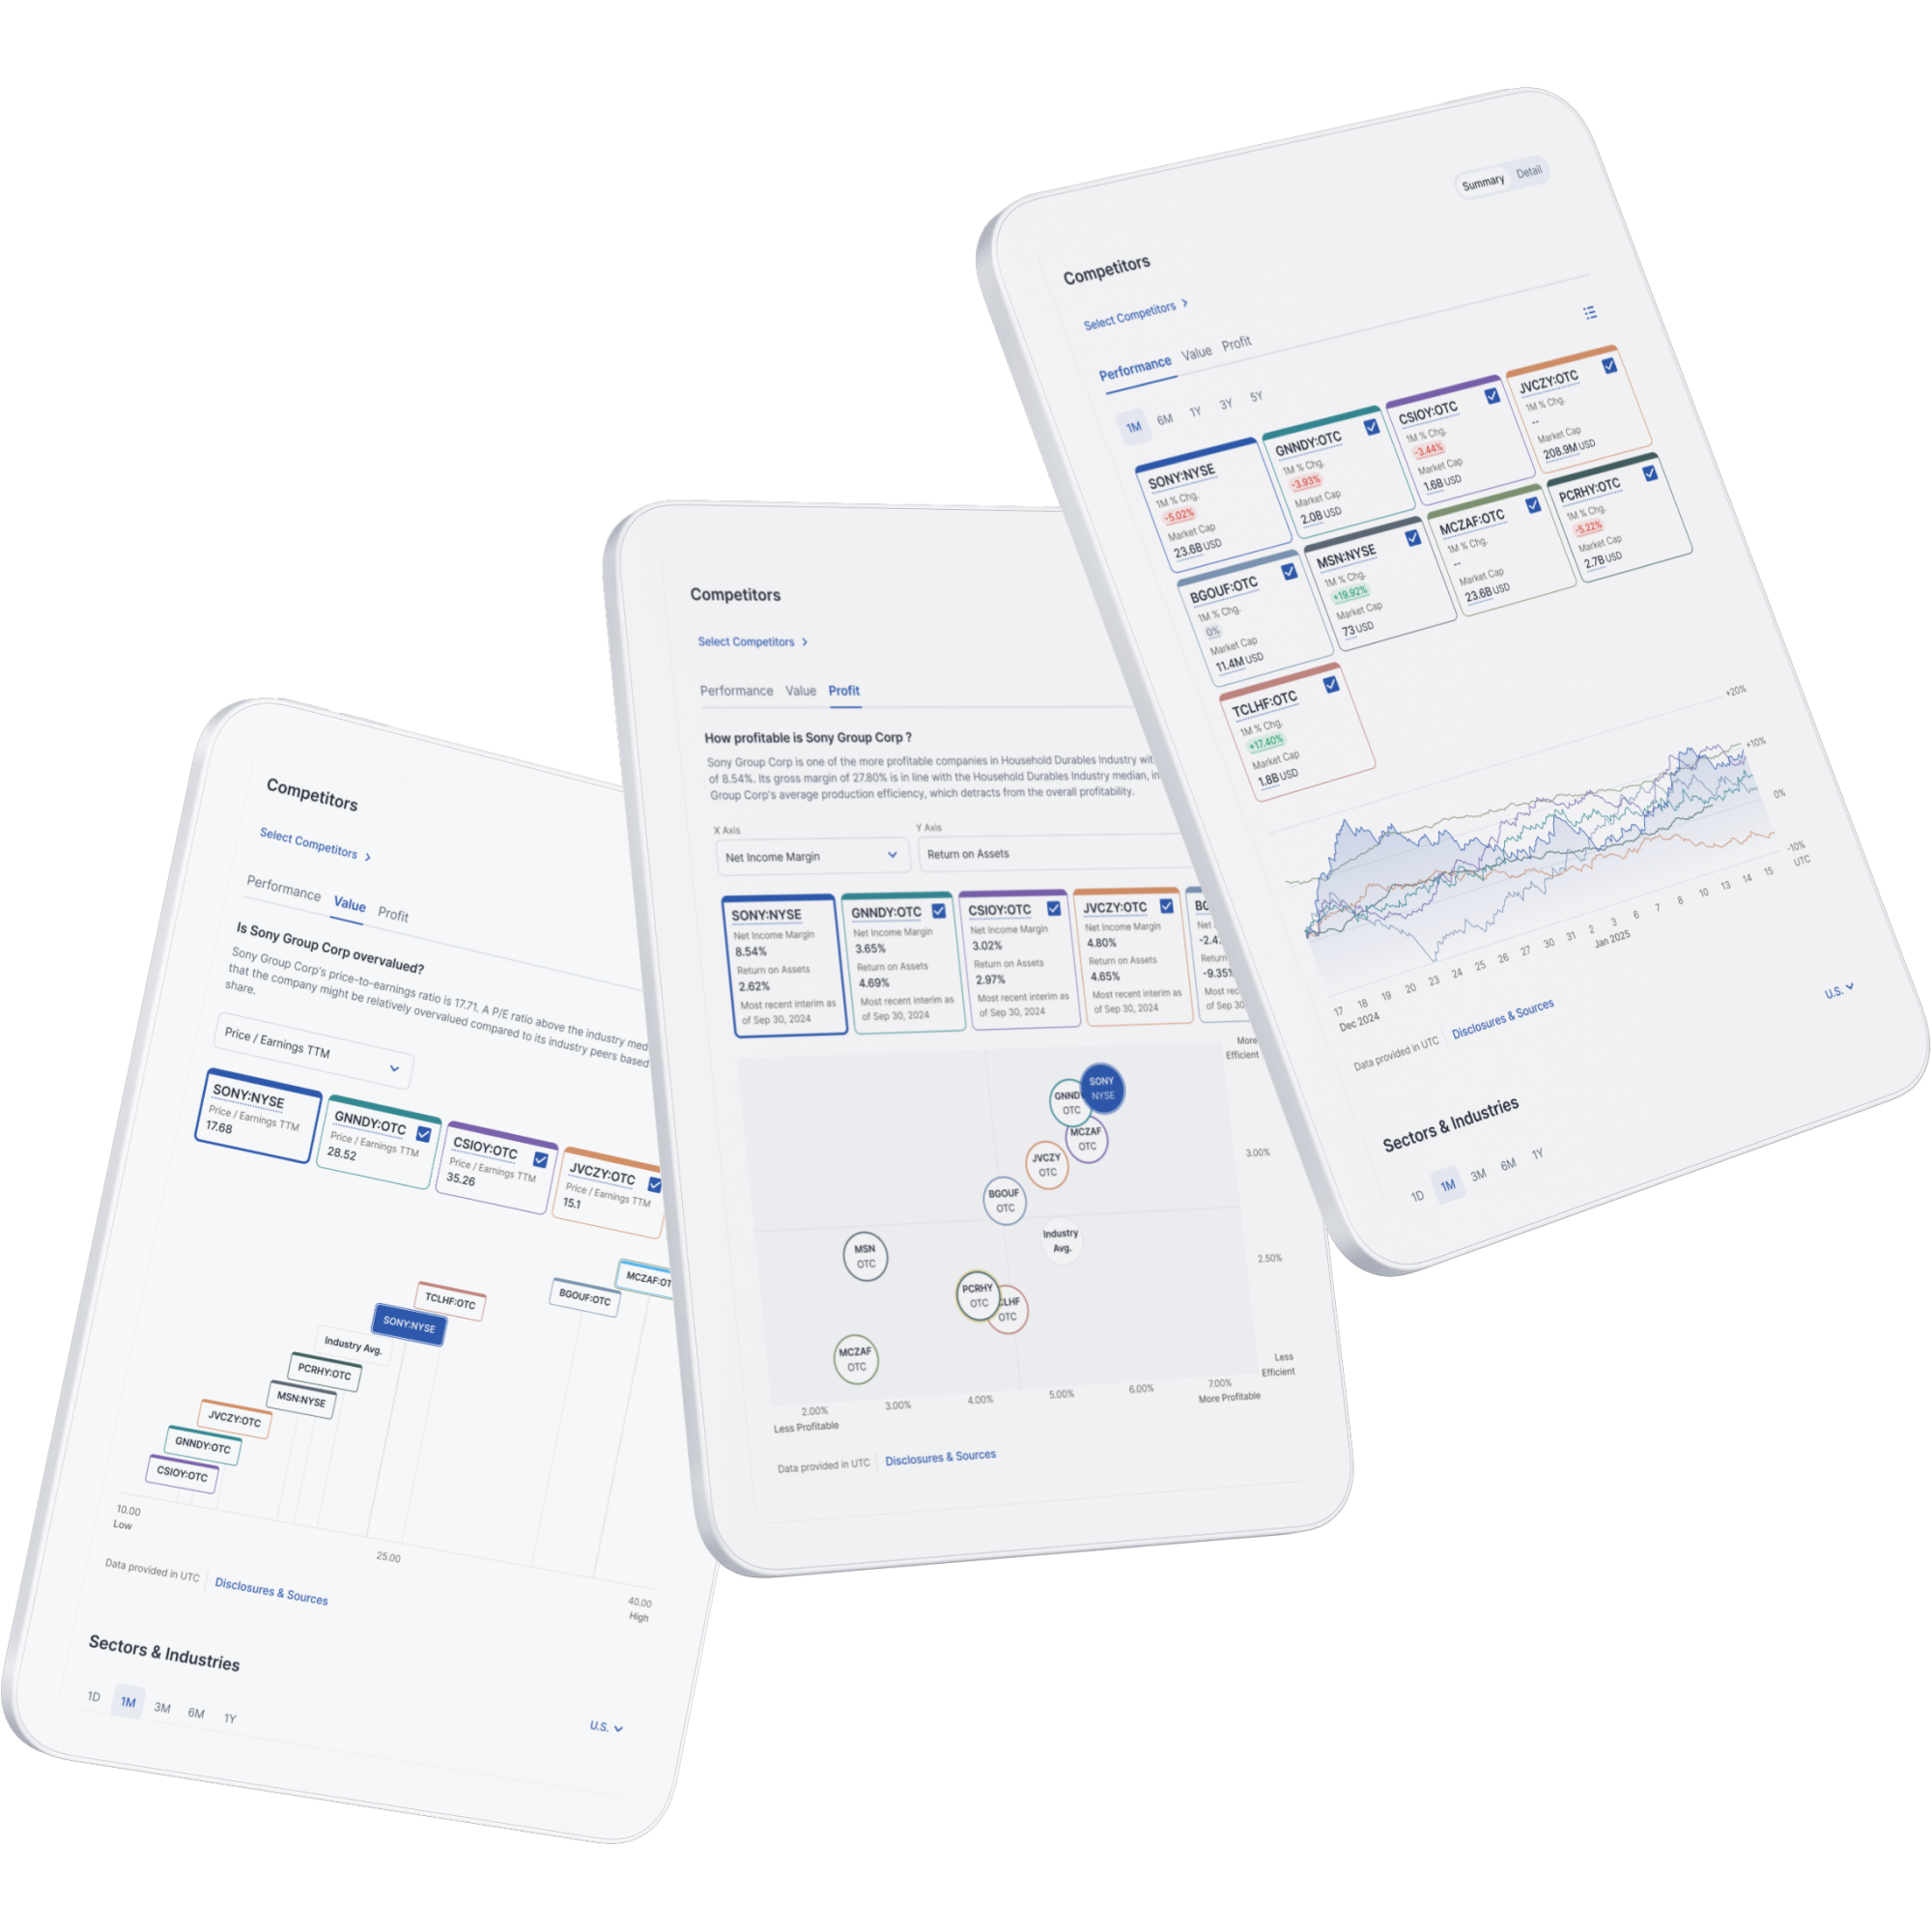 Competitors
Select Competitors >
Performance Value Profit
Is Sony Group Corp overvalued?
Sony Group Corp's price-to-earnings ratio is 17.71. A P/E ratio above the industry med
that the company might be relatively overvalued compared to its industry peers based
share.
Price / Earnings TTM
SONY:NYSE
Price / Earnings TTM
17.68
GNNDY:OTC
Price / Earnings TTM
28.52
CSIOY:OTC
Price / Earnings TTM
35.26
JVCZY:OTC
Price / Earnings TTM
15.1
MCZAF:OT
BGOUF:OTC
TCLHF:OTC
SONY:NYSE
Industry Avg.
PCRHY:OTC
MSN:NYSE
JVCZY:OTC
GNNDY:OTC
CSIOY:OTC
10.00
Low
25.00
40.00
High
Data provided in UTC Disclosures & Sources
Sectors & Industries
1D 1M 3M 6M 1Y
U.S.
Competitors
Select Competitors >
Performance Value Profit
How profitable is Sony Group Corp ?
Sony Group Corp is one of the more profitable companies in Household Durables Industry wit
of 8.54%. Its gross margin of 27.80% is in line with the Household Durables Industry median, in
Group Corp's average production efficiency, which detracts from the overall profitability.
X Axis
Net Income Margin
Y Axis
Return on Assets
SONY:NYSE
Net Income Margin
8.54%
Return on Assets
2.62%
Most recent interim as
of Sep 30, 2024
GNNDY:OTC
Net Income Margin
3.65%
Return on Assets
4.69%
Most recent interim as
of Sep 30, 2024
CSIOY:OTC
Net Income Margin
3.02%
Return on Assets
2.97%
Most recent interim as
of Sep 30, 2024
JVCZY:OTC
Net Income Margin
4.80%
Return on Assets
4.65%
Most recent interim as
of Sep 30, 2024
Net
Return
-9.35%
Most rec
of Sep 30
More
Efficient
SONY
NYSE
GNND
OTC
MCZAF
OTC
JVCZY
OTC
3.00%
BGOUF
OTC
Industry
Avg.
MSN
OTC
2.50%
PCRHY
OTC
CLHF
OTC
MCZAF
OTC
Less
Efficient
2.00% 3.00% 4.00% 5.00% 6.00% 7.00%
Less Profitable
More Profitable
Data provided in UTC Disclosures & Sources
Summary Detail
Competitors
Select Competitors >
Performance Value Profit
1M 6M 1Y 3Y 5Y
SONY:NYSE
1M % Chg.
-5.02%
Market Cap
23.6B USD
GNNDY:OTC
1M % Chg.
-3.93%
Market Cap
2.0B USD
CSIOY:OTC
1M % Chg.
-3.44%
Market Cap
1.6B USD
JVCZY:OTC
1M % Chg.
--
Market Cap
208.9M USD
BGOUF:OTC
1M % Chg.
0%
Market Cap
11.4M USD
MSN:NYSE
1M % Chg.
+19.92%
Market Cap
73 USD
MCZAF:OTC
1M % Chg.
--
Market Cap
23.6B USD
PCRHY:OTC
1M % Chg.
-5.22%
Market Cap
2.7B USD
TCLHF:OTC
1M % Chg.
+17.40%
Market Cap
1.8B USD
+20%
+10%
0%
-10%
UTC
17 18 19 20 23 24 25 26 27 30 31 2 3 6 7 8 10 13 14 15
Dec 2024
Jan 2025
Data provided in UTC Disclosures & Sources
U.S.
Sectors & Industries
1D 1M 3M 6M 1Y